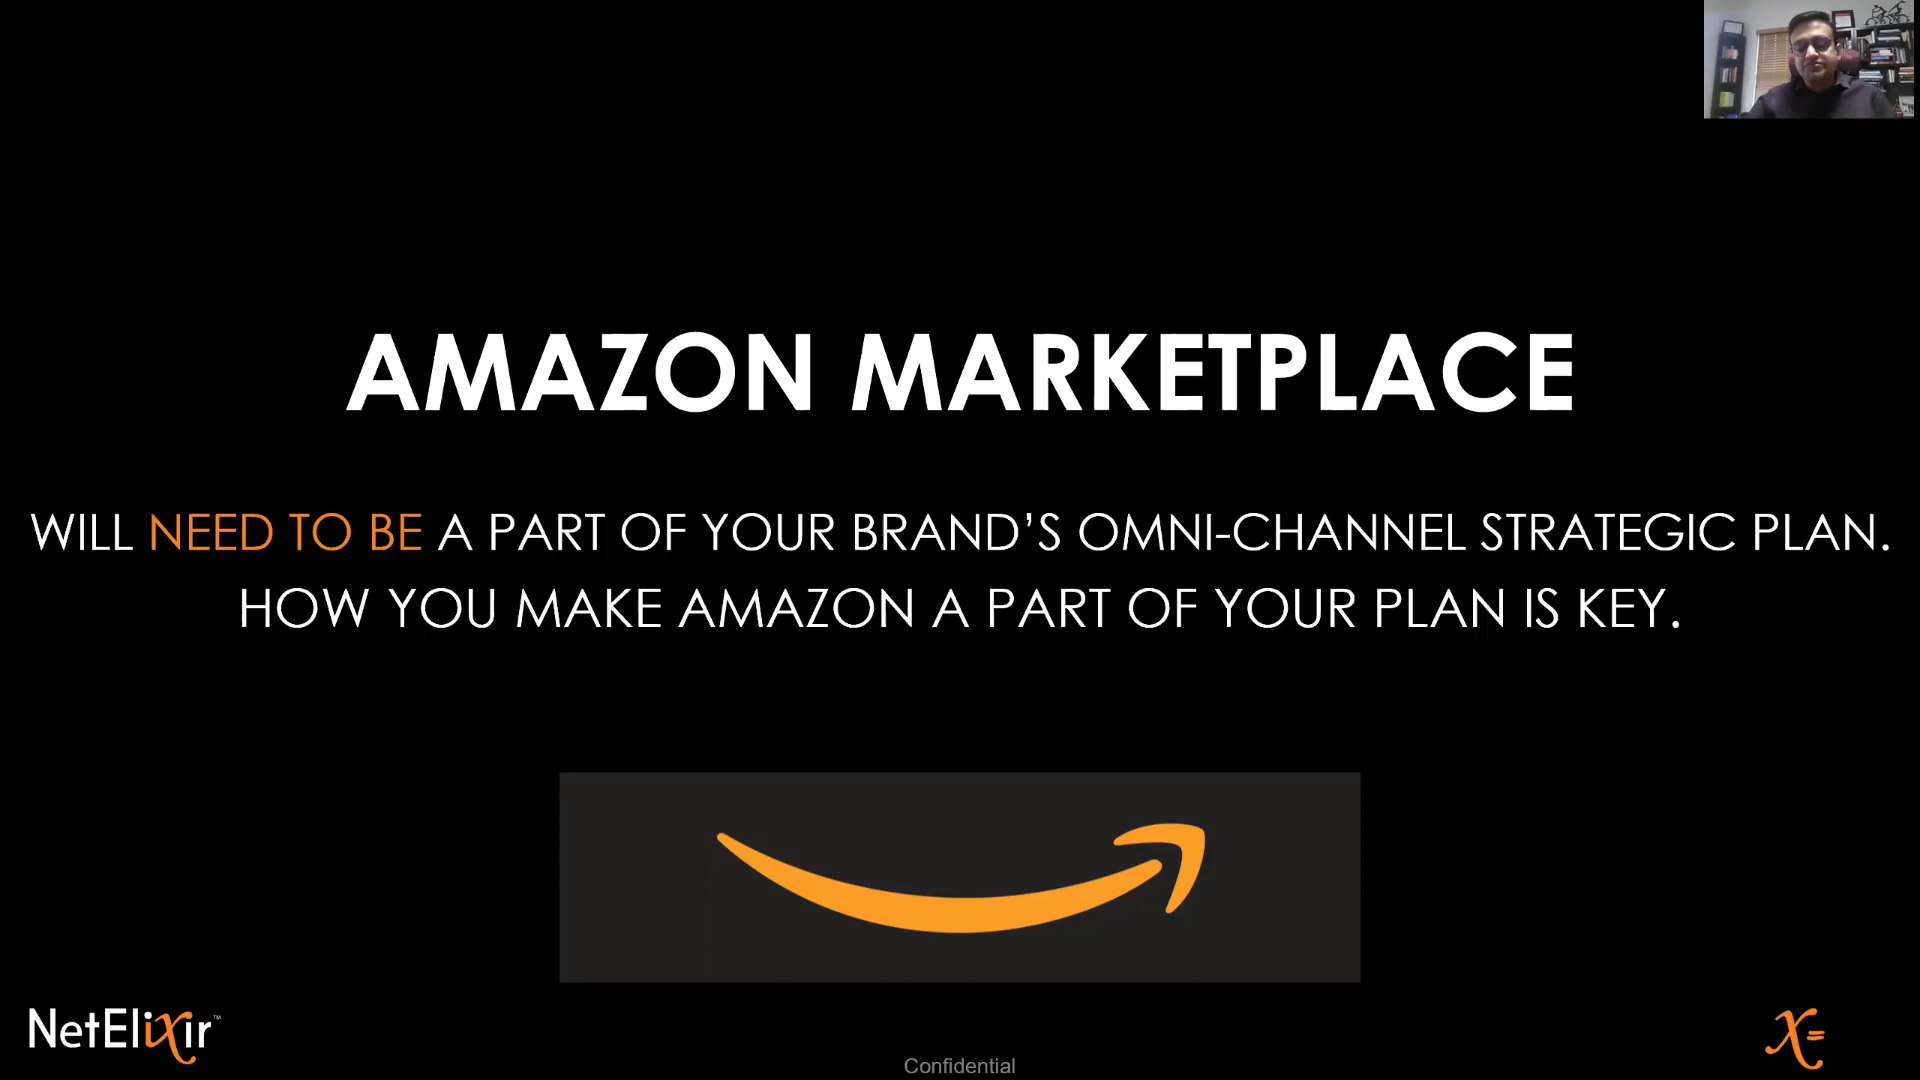 AMAZON MARKETPLACE
WILL NEED TO BE A PART OF YOUR BRAND’S OMNI-CHANNEL STRATEGIC PLAN.
HOW YOU MAKE AMAZON A PART OF YOUR PLAN IS KEY.
NetElixir™
X=
Confidential